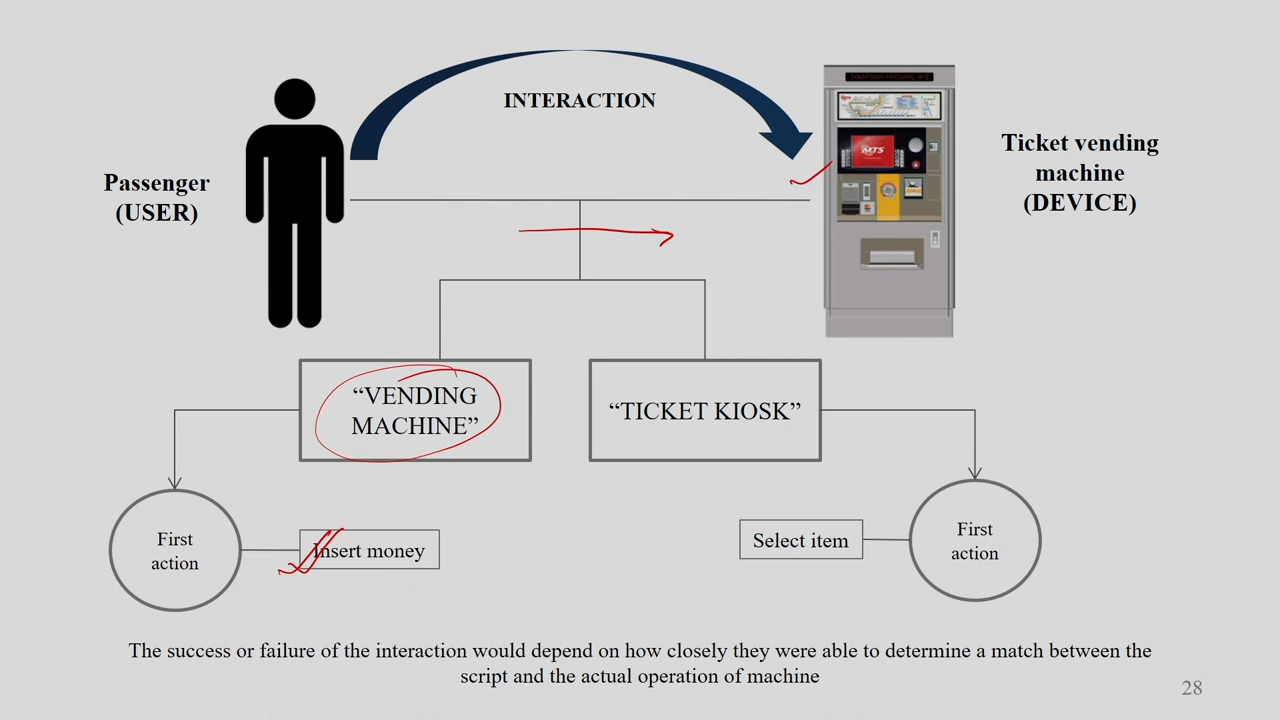 INTERACTION
Passenger
(USER)
MTS
Ticket vending
machine
(DEVICE)
“VENDING
MACHINE”
“TICKET KIOSK”
First
action
Insert money
Select item
First
action
The success or failure of the interaction would depend on how closely they were able to determine a match between the
script and the actual operation of machine
28